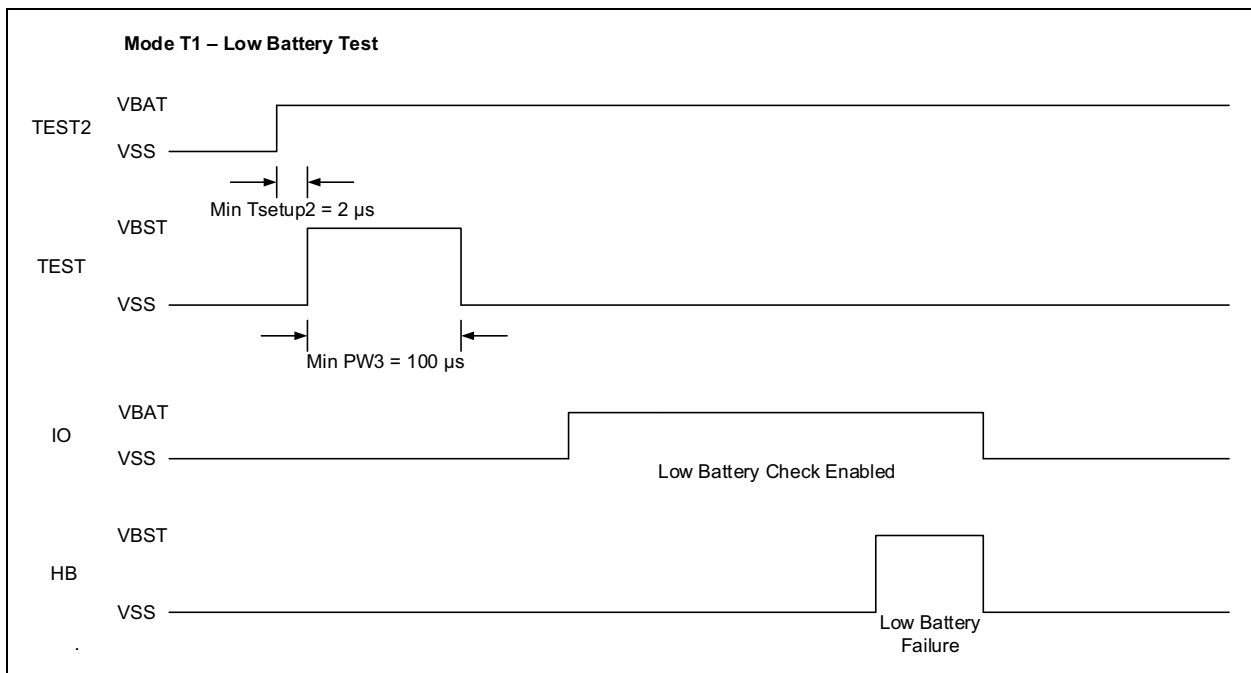 Mode T1 – Low Battery Test
VBAT
TEST2
VSS
Min Tsetup2 = 2 µs
VBST
TEST
VSS
Min PW3 = 100 µs
VBAT
IO
VSS
Low Battery Check Enabled
VBST
HB
VSS
Low Battery
Failure
.